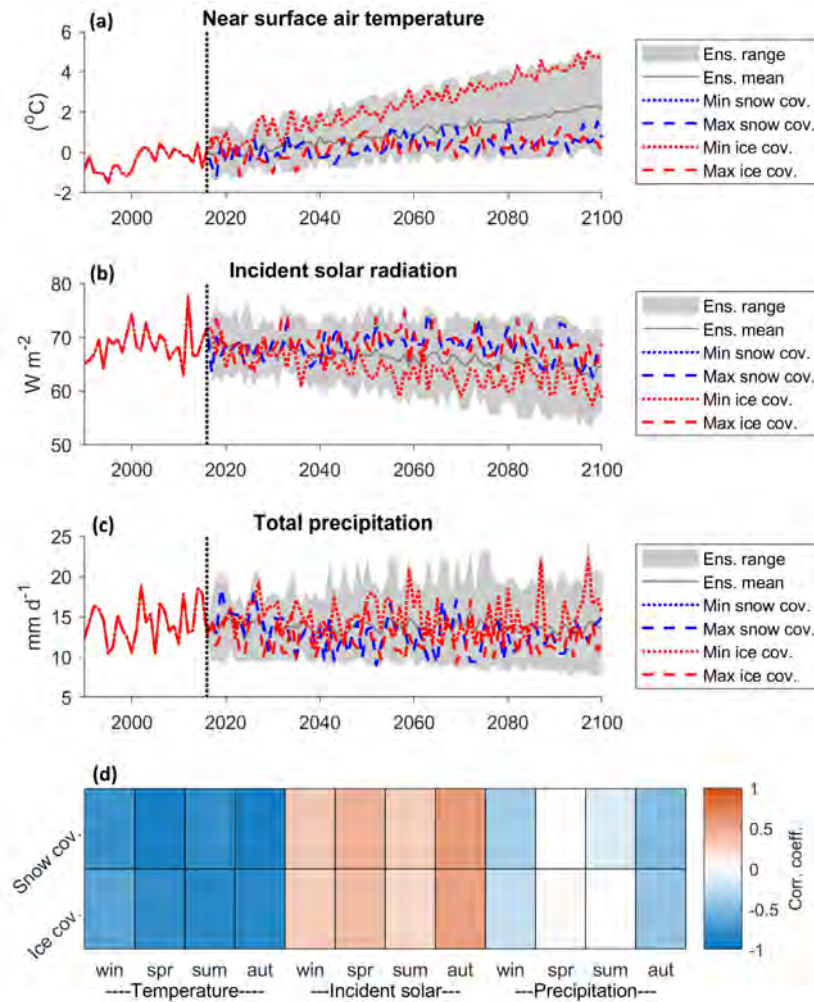 (a) Near surface air temperature
6
4
2
0
-2
(°C)
2000 2020 2040 2060 2080 2100
Ens. range
Ens. mean
Min snow cov.
Max snow cov.
Min ice cov.
Max ice cov.
(b) Incident solar radiation
80
70
60
50
W m-2
2000 2020 2040 2060 2080 2100
Ens. range
Ens. mean
Min snow cov.
Max snow cov.
Min ice cov.
Max ice cov.
(c) Total precipitation
25
20
15
10
5
mm d-1
2000 2020 2040 2060 2080 2100
Ens. range
Ens. mean
Min snow cov.
Max snow cov.
Min ice cov.
Max ice cov.
(d)
Snow cov.
Ice cov.
win spr sum aut win spr sum aut win spr sum aut
----Temperature---- ---Incident solar--- ----Precipitation----
1
0.5
0
-0.5
-1
Corr. coeff.